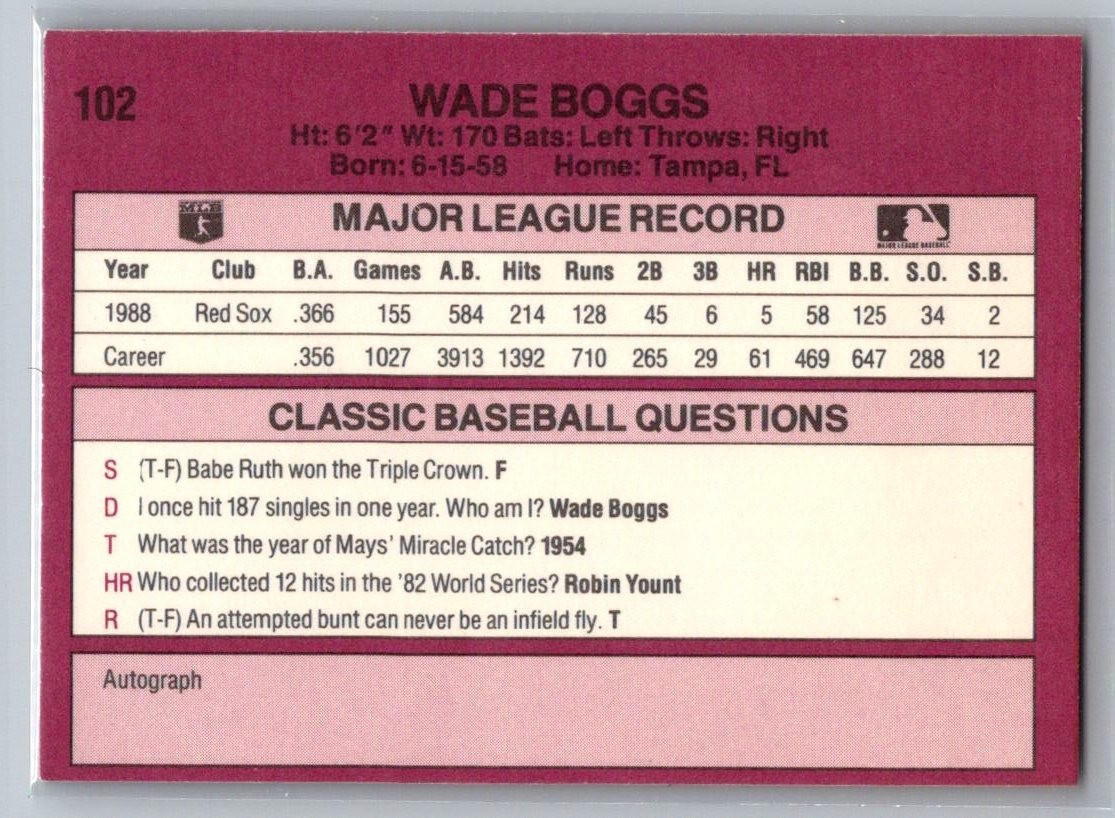 102
WADE BOGGS
Ht: 6'2" Wt: 170 Bats: Left Throws: Right
Born: 6-15-58 Home: Tampa, FL
MLB MAJOR LEAGUE RECORD MAJOR LEAGUE BASEBALL
Year Club B.A. Games A.B. Hits Runs 2B 3B HR RBI B.B. S.O. S.B.
1988 Red Sox .366 155 584 214 128 45 6 5 58 125 34 2
Career .356 1027 3913 1392 710 265 29 61 469 647 288 12
CLASSIC BASEBALL QUESTIONS
S (T-F) Babe Ruth won the Triple Crown. F
D I once hit 187 singles in one year. Who am I? Wade Boggs
T What was the year of Mays' Miracle Catch? 1954
HR Who collected 12 hits in the '82 World Series? Robin Yount
R (T-F) An attempted bunt can never be an infield fly. T
Autograph